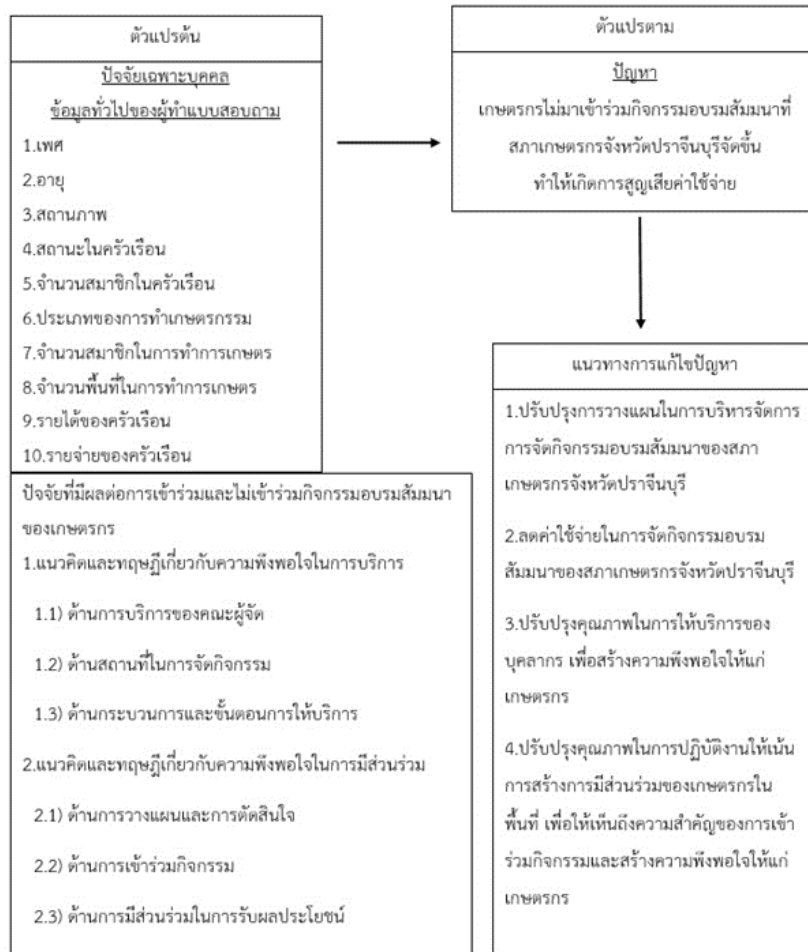 ตัวแปรต้น
ปัจจัยเฉพาะบุคคล
ข้อมูลทั่วไปของผู้ทำแบบสอบถาม
1.เพศ
2.อายุ
3.สถานภาพ
4.สถานะในครัวเรือน
5.จำนวนสมาชิกในครัวเรือน
6.ประเภทของการทำเกษตรกรรม
7.จำนวนสมาชิกในการทำการเกษตร
8.จำนวนพื้นที่ในการทำการเกษตร
9.รายได้ของครัวเรือน
10.รายจ่ายของครัวเรือน
ปัจจัยที่มีผลต่อการเข้าร่วมและไม่เข้าร่วมกิจกรรมอบรมสัมมนา
ของเกษตรกร
1.แนวคิดและทฤษฎีเกี่ยวกับความพึงพอใจในการบริการ
1.1) ด้านการบริการของคณะผู้จัด
1.2) ด้านสถานที่ในการจัดกิจกรรม
1.3) ด้านกระบวนการและขั้นตอนการให้บริการ
2.แนวคิดและทฤษฎีเกี่ยวกับความพึงพอใจในการมีส่วนร่วม
2.1) ด้านการวางแผนและการตัดสินใจ
2.2) ด้านการเข้าร่วมกิจกรรม
2.3) ด้านการมีส่วนร่วมในการรับผลประโยชน์
ตัวแปรตาม
ปัญหา
เกษตรกรไม่มาเข้าร่วมกิจกรรมอบรมสัมมนาที่
สภาเกษตรกรจังหวัดปราจีนบุรีจัดขึ้น
ทำให้เกิดการสูญเสียค่าใช้จ่าย
แนวทางการแก้ไขปัญหา
1.ปรับปรุงการวางแผนในการบริหารจัดการ
การจัดกิจกรรมอบรมสัมมนาของสภา
เกษตรกรจังหวัดปราจีนบุรี
2.ลดค่าใช้จ่ายในการจัดกิจกรรมอบรม
สัมมนาของสภาเกษตรกรจังหวัดปราจีนบุรี
3.ปรับปรุงคุณภาพในการให้บริการของ
บุคลากร เพื่อสร้างความพึงพอใจให้แก่
เกษตรกร
4.ปรับปรุงคุณภาพในการปฏิบัติงานให้เน้น
การสร้างการมีส่วนร่วมของเกษตรกรใน
พื้นที่ เพื่อให้เห็นถึงความสำคัญของการเข้า
ร่วมกิจกรรมและสร้างความพึงพอใจให้แก่
เกษตรกร